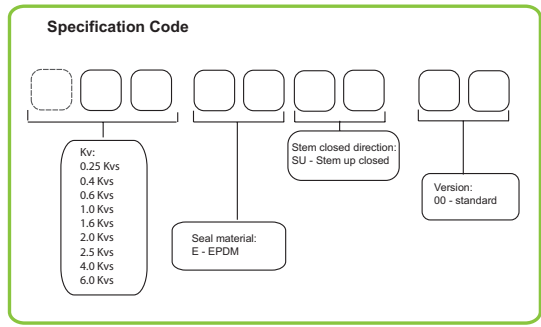 Specification Code
Kv:
0.25 Kvs
0.4 Kvs
0.6 Kvs
1.0 Kvs
1.6 Kvs
2.0 Kvs
2.5 Kvs
4.0 Kvs
6.0 Kvs
Seal material:
E - EPDM
Stem closed direction:
SU - Stem up closed
Version:
00 - standard